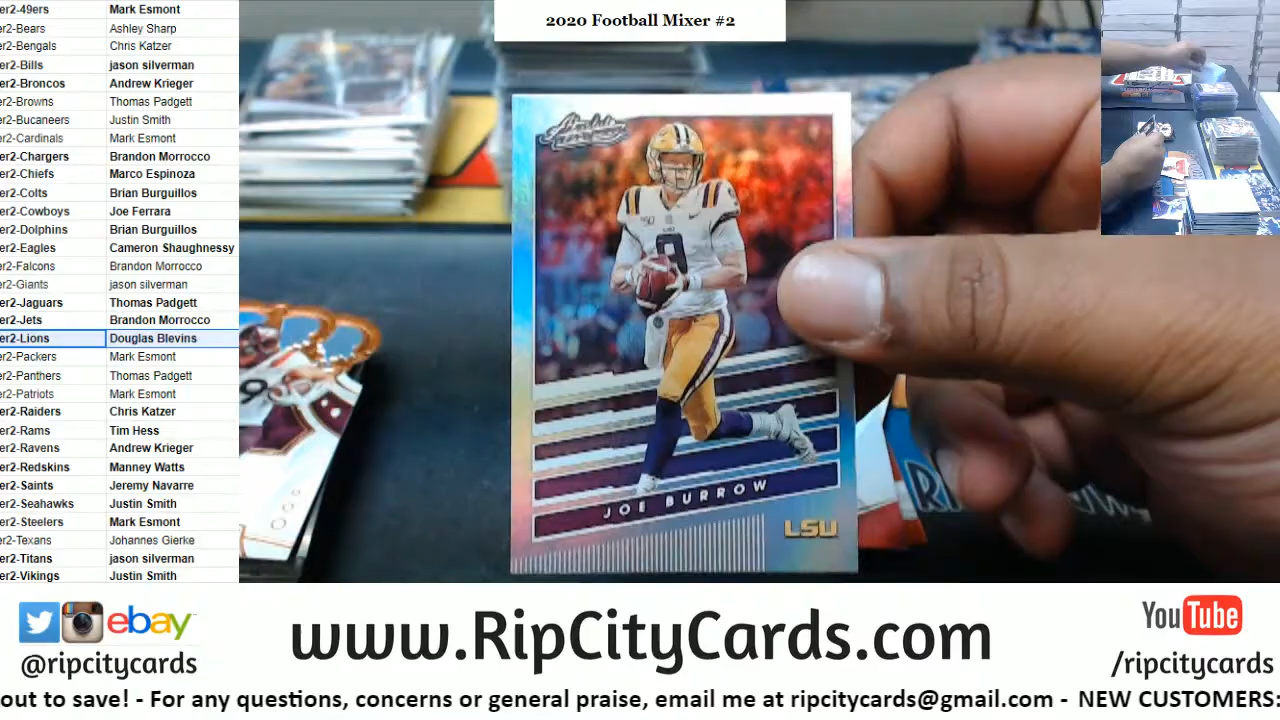 2020 Football Mixer #2
er2-49ers Mark Esmont
er2-Bears Ashley Sharp
er2-Bengals Chris Katzer
er2-Bills jason silverman
er2-Broncos Andrew Krieger
er2-Browns Thomas Padgett
er2-Bucaneers Justin Smith
er2-Cardinals Mark Esmont
er2-Chargers Brandon Morrocco
er2-Chiefs Marco Espinoza
er2-Colts Brian Burguillos
er2-Cowboys Joe Ferrara
er2-Dolphins Brian Burguillos
er2-Eagles Cameron Shaughnessy
er2-Falcons Brandon Morrocco
er2-Giants jason silverman
er2-Jaguars Thomas Padgett
er2-Jets Brandon Morrocco
er2-Lions Douglas Blevins
er2-Packers Mark Esmont
er2-Panthers Thomas Padgett
er2-Patriots Mark Esmont
er2-Raiders Chris Katzer
er2-Rams Tim Hess
er2-Ravens Andrew Krieger
er2-Redskins Manney Watts
er2-Saints Jeremy Navarre
er2-Seahawks Justin Smith
er2-Steelers Mark Esmont
er2-Texans Johannes Gierke
er2-Titans jason silverman
er2-Vikings Justin Smith
Absolute
9
JOE BURROW
LSU
ebay
@ripcitycards
www.RipCityCards.com
YouTube
/ripcitycards
out to save! - For any questions, concerns or general praise, email me at ripcitycards@gmail.com - NEW CUSTOMERS: